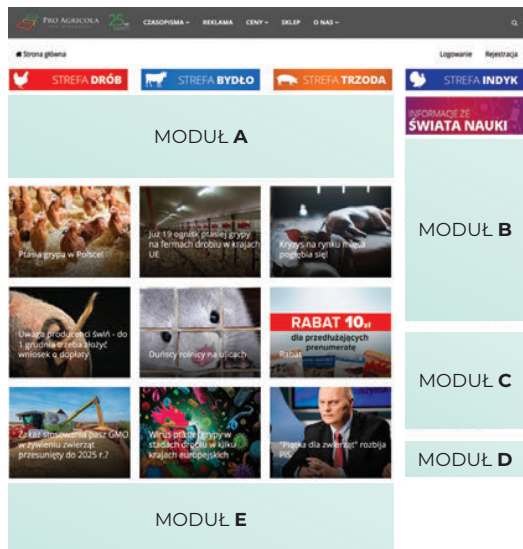 PRO AGRICOLA
25 lat
CZASOPISMA
REKLAMA
CENY
SKLEP
O NAS
Strona główna
Logowanie
Rejestracja
STREFA DRÓB
STREFA BYDŁO
STREFA TRZODA
STREFA INDYK
MODUŁ A
INFORMACJE ZE
ŚWIATA NAUKI
MODUŁ B
Ptasia grypa w Polsce!
Już 19 ognisk ptasiej grypy
na fermach drobiu w krajach
UE
Kryzys na rynku mięsa
pogłębia się!
Uwaga producenci świń - do
1 grudnia trzeba złożyć
wniosek o dopłaty
Duńscy rolnicy na ulicach
RABAT 10zł
dla przedłużających
prenumeratę
Rabat
MODUŁ C
Zakaz stosowania pasz GMO
w żywieniu zwierząt
przesunięty do 2025 r.?
Wirus ptasiej grypy w
stadach drobiu w kilku
krajach europejskich
"Piątka dla zwierząt" rozbija
PiS
MODUŁ D
MODUŁ E